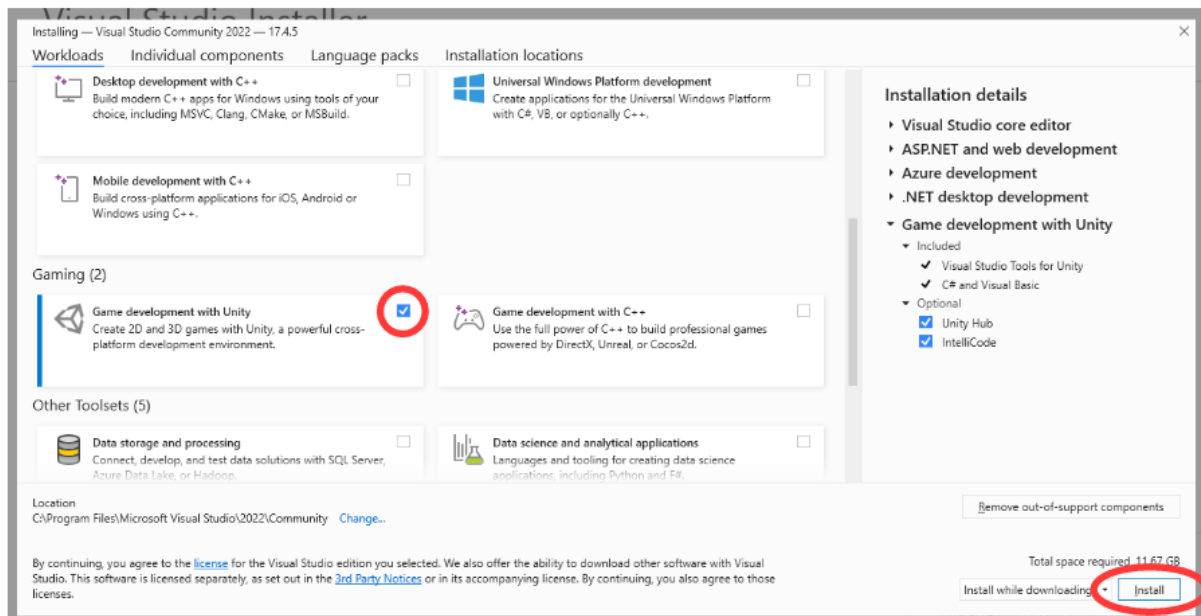 Visual Studio Installer
Installing — Visual Studio Community 2022 — 17.4.5
Workloads Individual components Language packs Installation locations
Desktop development with C++
Build modern C++ apps for Windows using tools of your
choice, including MSVC, Clang, CMake, or MSBuild.
Universal Windows Platform development
Create applications for the Universal Windows Platform
with C#, VB, or optionally C++.
Mobile development with C++
Build cross-platform applications for iOS, Android or
Windows using C++.
Gaming (2)
Game development with Unity
Create 2D and 3D games with Unity, a powerful cross-
platform development environment.
Game development with C++
Use the full power of C++ to build professional games
powered by DirectX, Unreal, or Cocos2d.
Other Toolsets (5)
Data storage and processing
Connect, develop, and test data solutions with SQL Server,
Azure Data Lake, or Hadoop.
Data science and analytical applications
Languages and tooling for creating data science
applications, including Python and F#.
Installation details
Visual Studio core editor
ASP.NET and web development
Azure development
.NET desktop development
Game development with Unity
Included
Visual Studio Tools for Unity
C# and Visual Basic
Optional
Unity Hub
IntelliCode
Location
C:\Program Files\Microsoft Visual Studio\2022\Community Change...
Remove out-of-support components
By continuing, you agree to the license for the Visual Studio edition you selected. We also offer the ability to download other software with Visual
Studio. This software is licensed separately, as set out in the 3rd Party Notices or in its accompanying license. By continuing, you also agree to those
licenses.
Total space required 11.67 GB
Install while downloading Install